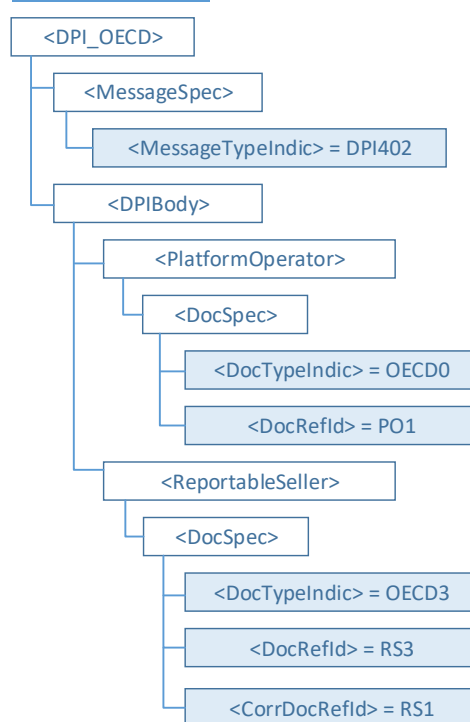 <DPI_OECD>
<MessageSpec>
<MessageTypeIndic> = DPI402
<DPIBody>
<PlatformOperator>
<DocSpec>
<DocTypeIndic> = OECD0
<DocRefId> = PO1
<ReportableSeller>
<DocSpec>
<DocTypeIndic> = OECD3
<DocRefId> = RS3
<CorrDocRefId> = RS1